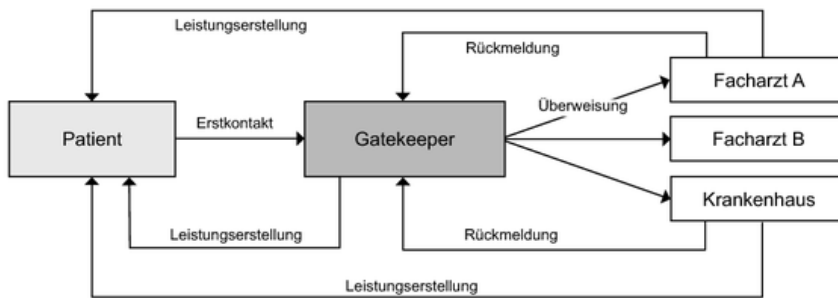 Leistungserstellung
Rückmeldung
Facharzt A
Überweisung
Erstkontakt
Patient
Gatekeeper
Facharzt B
Krankenhaus
Leistungserstellung
Rückmeldung
Leistungserstellung